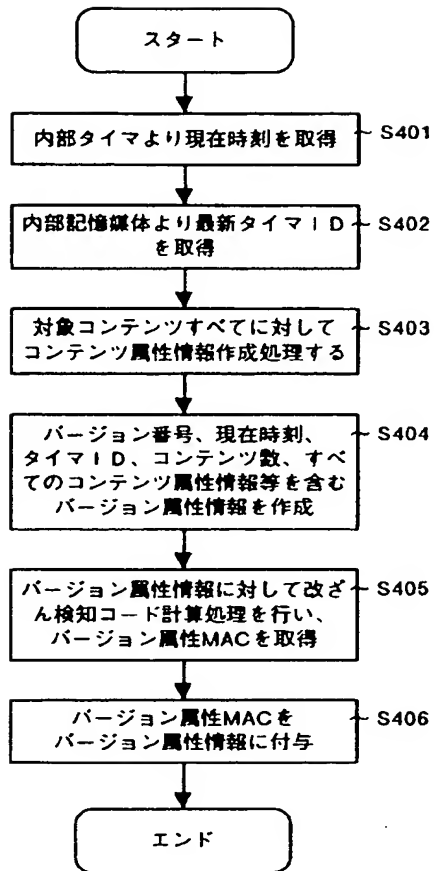 スタート
内部タイマより現在時刻を取得
S401
内部記憶媒体より最新タイマID
を取得
S402
対象コンテンツすべてに対して
コンテンツ属性情報作成処理する
S403
バージョン番号、現在時刻、
タイマID、コンテンツ数、すべ
てのコンテンツ属性情報等を含む
バージョン属性情報を作成
S404
バージョン属性情報に対して改ざ
ん検知コード計算処理を行い、
バージョン属性MACを取得
S405
バージョン属性MACを
バージョン属性情報に付与
S406
エンド